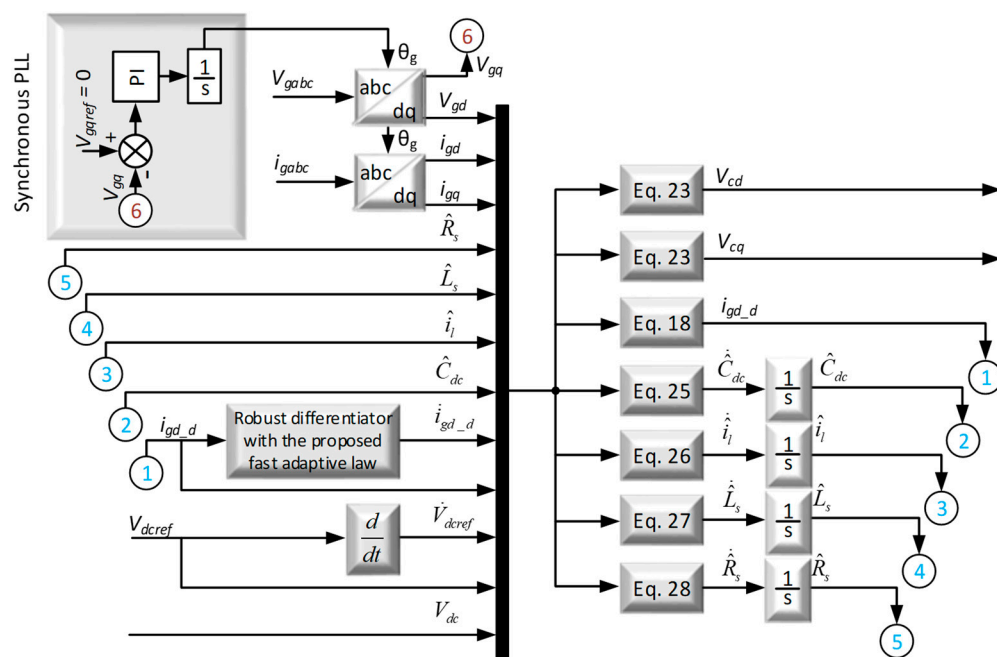 Synchronous PLL
PI
1
s
V_gqref = 0
+
-
V_gq
6
θ_g
V_gabc
abc
dq
6
V_gq
V_gd
θ_g
i_gabc
abc
dq
i_gd
i_gq
R̂_s
5
L̂_s
4
î_l
3
Ĉ_dc
2
i_gd_d
1
Robust differentiator
with the proposed
fast adaptive law
i̇_gd_d
V_dcref
d
dt
V̇_dcref
V_dc
Eq. 23
V_cd
Eq. 23
V_cq
Eq. 18
i_gd_d
1
Eq. 25
Ĉ̇_dc
1
s
Ĉ_dc
2
Eq. 26
î̇_l
1
s
î_l
3
Eq. 27
L̂̇_s
1
s
L̂_s
4
Eq. 28
R̂̇_s
1
s
R̂_s
5